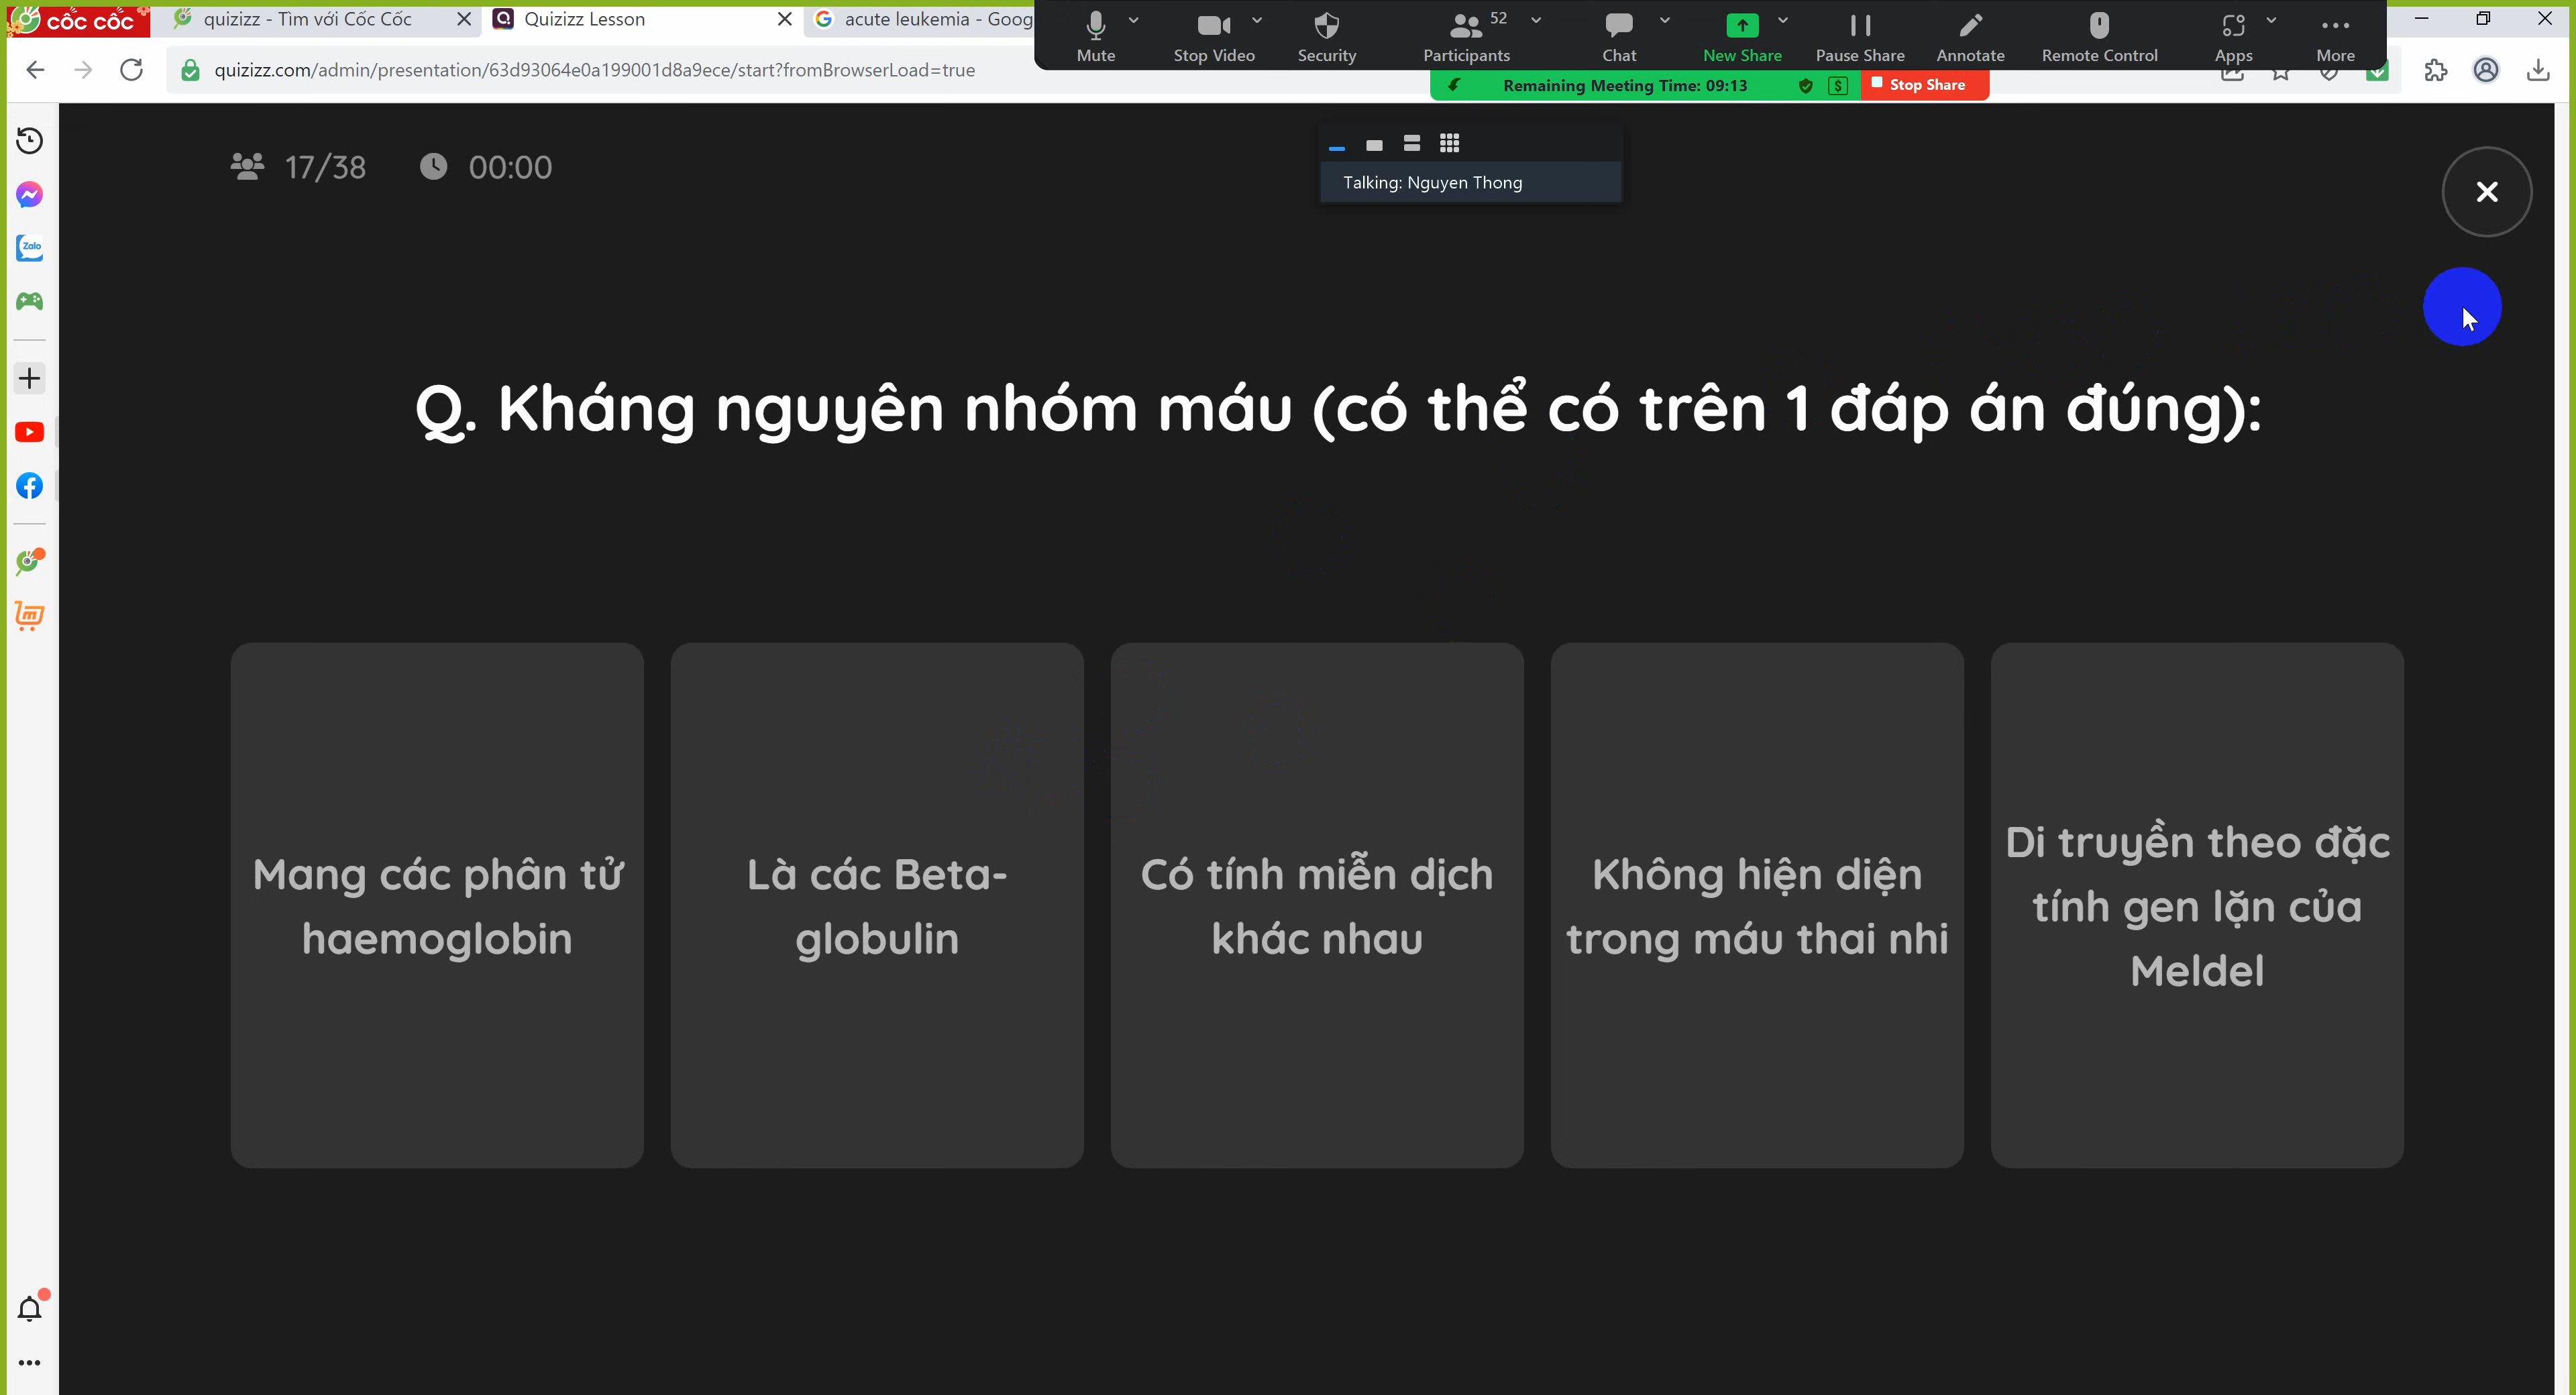 cốc cốc
quizizz - Tìm với Cốc Cốc
Quizizz Lesson
acute leukemia - Goog
Mute
Stop Video
Security
52
Participants
Chat
New Share
Pause Share
Annotate
Remote Control
Apps
More
quizizz.com/admin/presentation/63d93064e0a199001d8a9ece/start?fromBrowserLoad=true
Remaining Meeting Time: 09:13
Stop Share
17/38
00:00
Talking: Nguyen Thong
Zalo
Q. Kháng nguyên nhóm máu (có thể có trên 1 đáp án đúng):
Mang các phân tử
haemoglobin
Là các Beta-
globulin
Có tính miễn dịch
khác nhau
Không hiện diện
trong máu thai nhi
Di truyền theo đặc
tính gen lặn của
Meldel